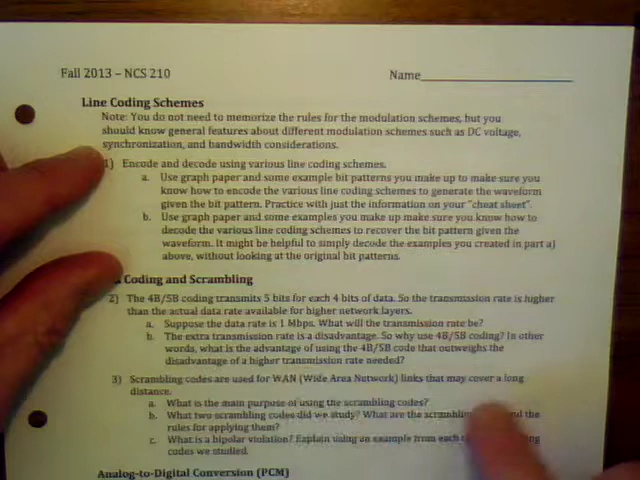 Fall 2013 – NCS 210 Name
Line Coding Schemes
Note: You do not need to memorize the rules for the modulation schemes, but you
should know general features about different modulation schemes such as DC voltage,
synchronization, and bandwidth considerations.
1) Encode and decode using various line coding schemes.
a. Use graph paper and some example bit patterns you make up to make sure you
know how to encode the various line coding schemes to generate the waveform
given the bit pattern. Practice with just the information on your "cheat sheet".
b. Use graph paper and some examples you make up make sure you know how to
decode the various line coding schemes to recover the bit pattern given the
waveform. It might be helpful to simply decode the examples you created in part a)
above, without looking at the original bit patterns.
Coding and Scrambling
2) The 4B/5B coding transmits 5 bits for each 4 bits of data. So the transmission rate is higher
than the actual data rate available for higher network layers.
a. Suppose the data rate is 1 Mbps. What will the transmission rate be?
b. The extra transmission rate is a disadvantage. So why use 4B/5B coding? In other
words, what is the advantage of using the 4B/5B code that outweighs the
disadvantage of a higher transmission rate needed?
3) Scrambling codes are used for WAN (Wide Area Network) links that may cover a long
distance.
a. What is the main purpose of using the scrambling codes?
b. What two scrambling codes did we study? What are the the
rules for applying them?
c. What is a bipolar violation? Explain using an example from each
codes we studied.
Analog-to-Digital Conversion (PCM)